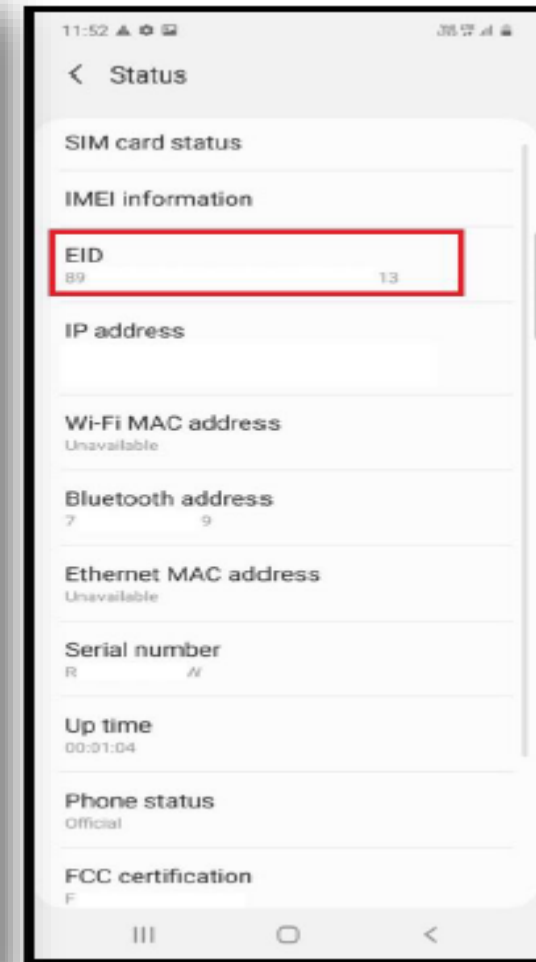 11:52
Status
SIM card status
IMEI information
EID
89 13
IP address
Wi-Fi MAC address
Unavailable
Bluetooth address
7 9
Ethernet MAC address
Unavailable
Serial number
R W
Up time
00:01:04
Phone status
Official
FCC certification
F